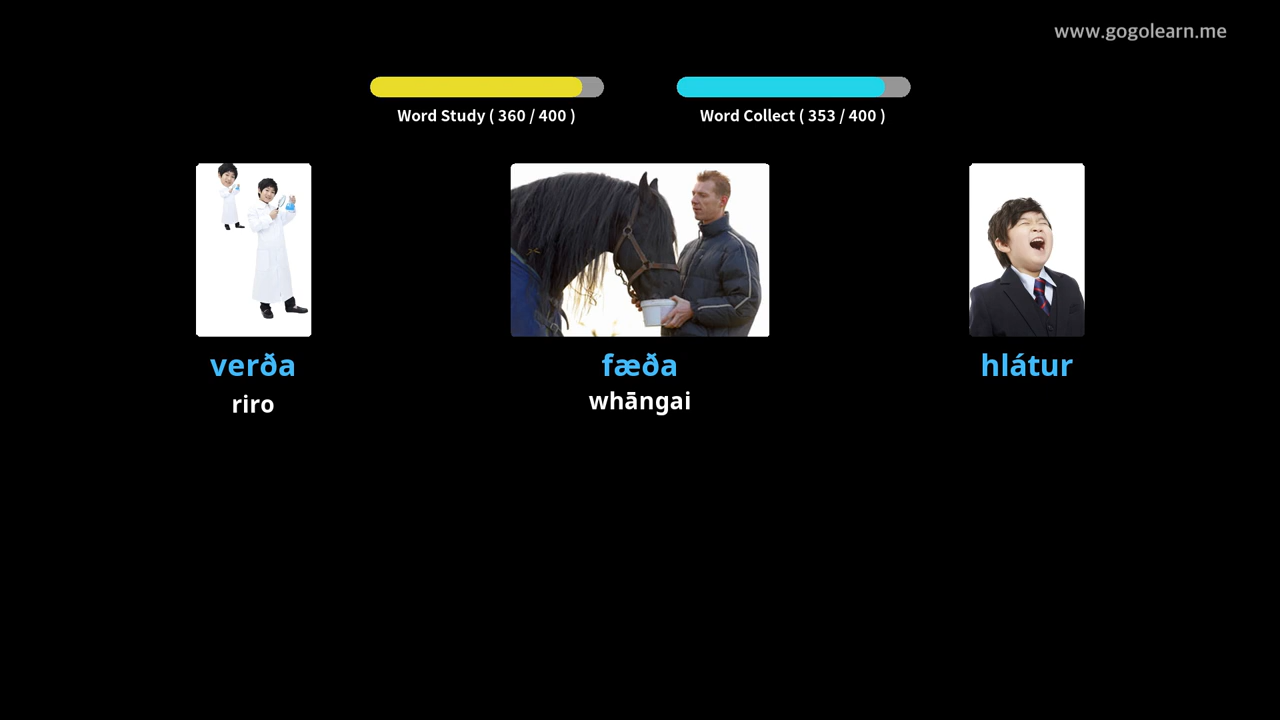 www.gogolearn.me
Word Study ( 360 / 400 )
Word Collect ( 353 / 400 )
verða
riro
fæða
whāngai
hlátur